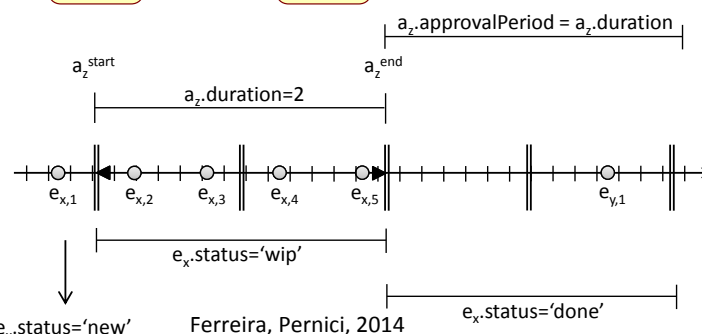 a_z.approvalPeriod = a_z.duration
a_z^start
a_z^end
a_z.duration=2
e_x,1
e_x,2
e_x,3
e_x,4
e_x,5
e_y,1
e_x.status='wip'
e_x.status='done'
.status='new'
Ferreira, Pernici, 2014